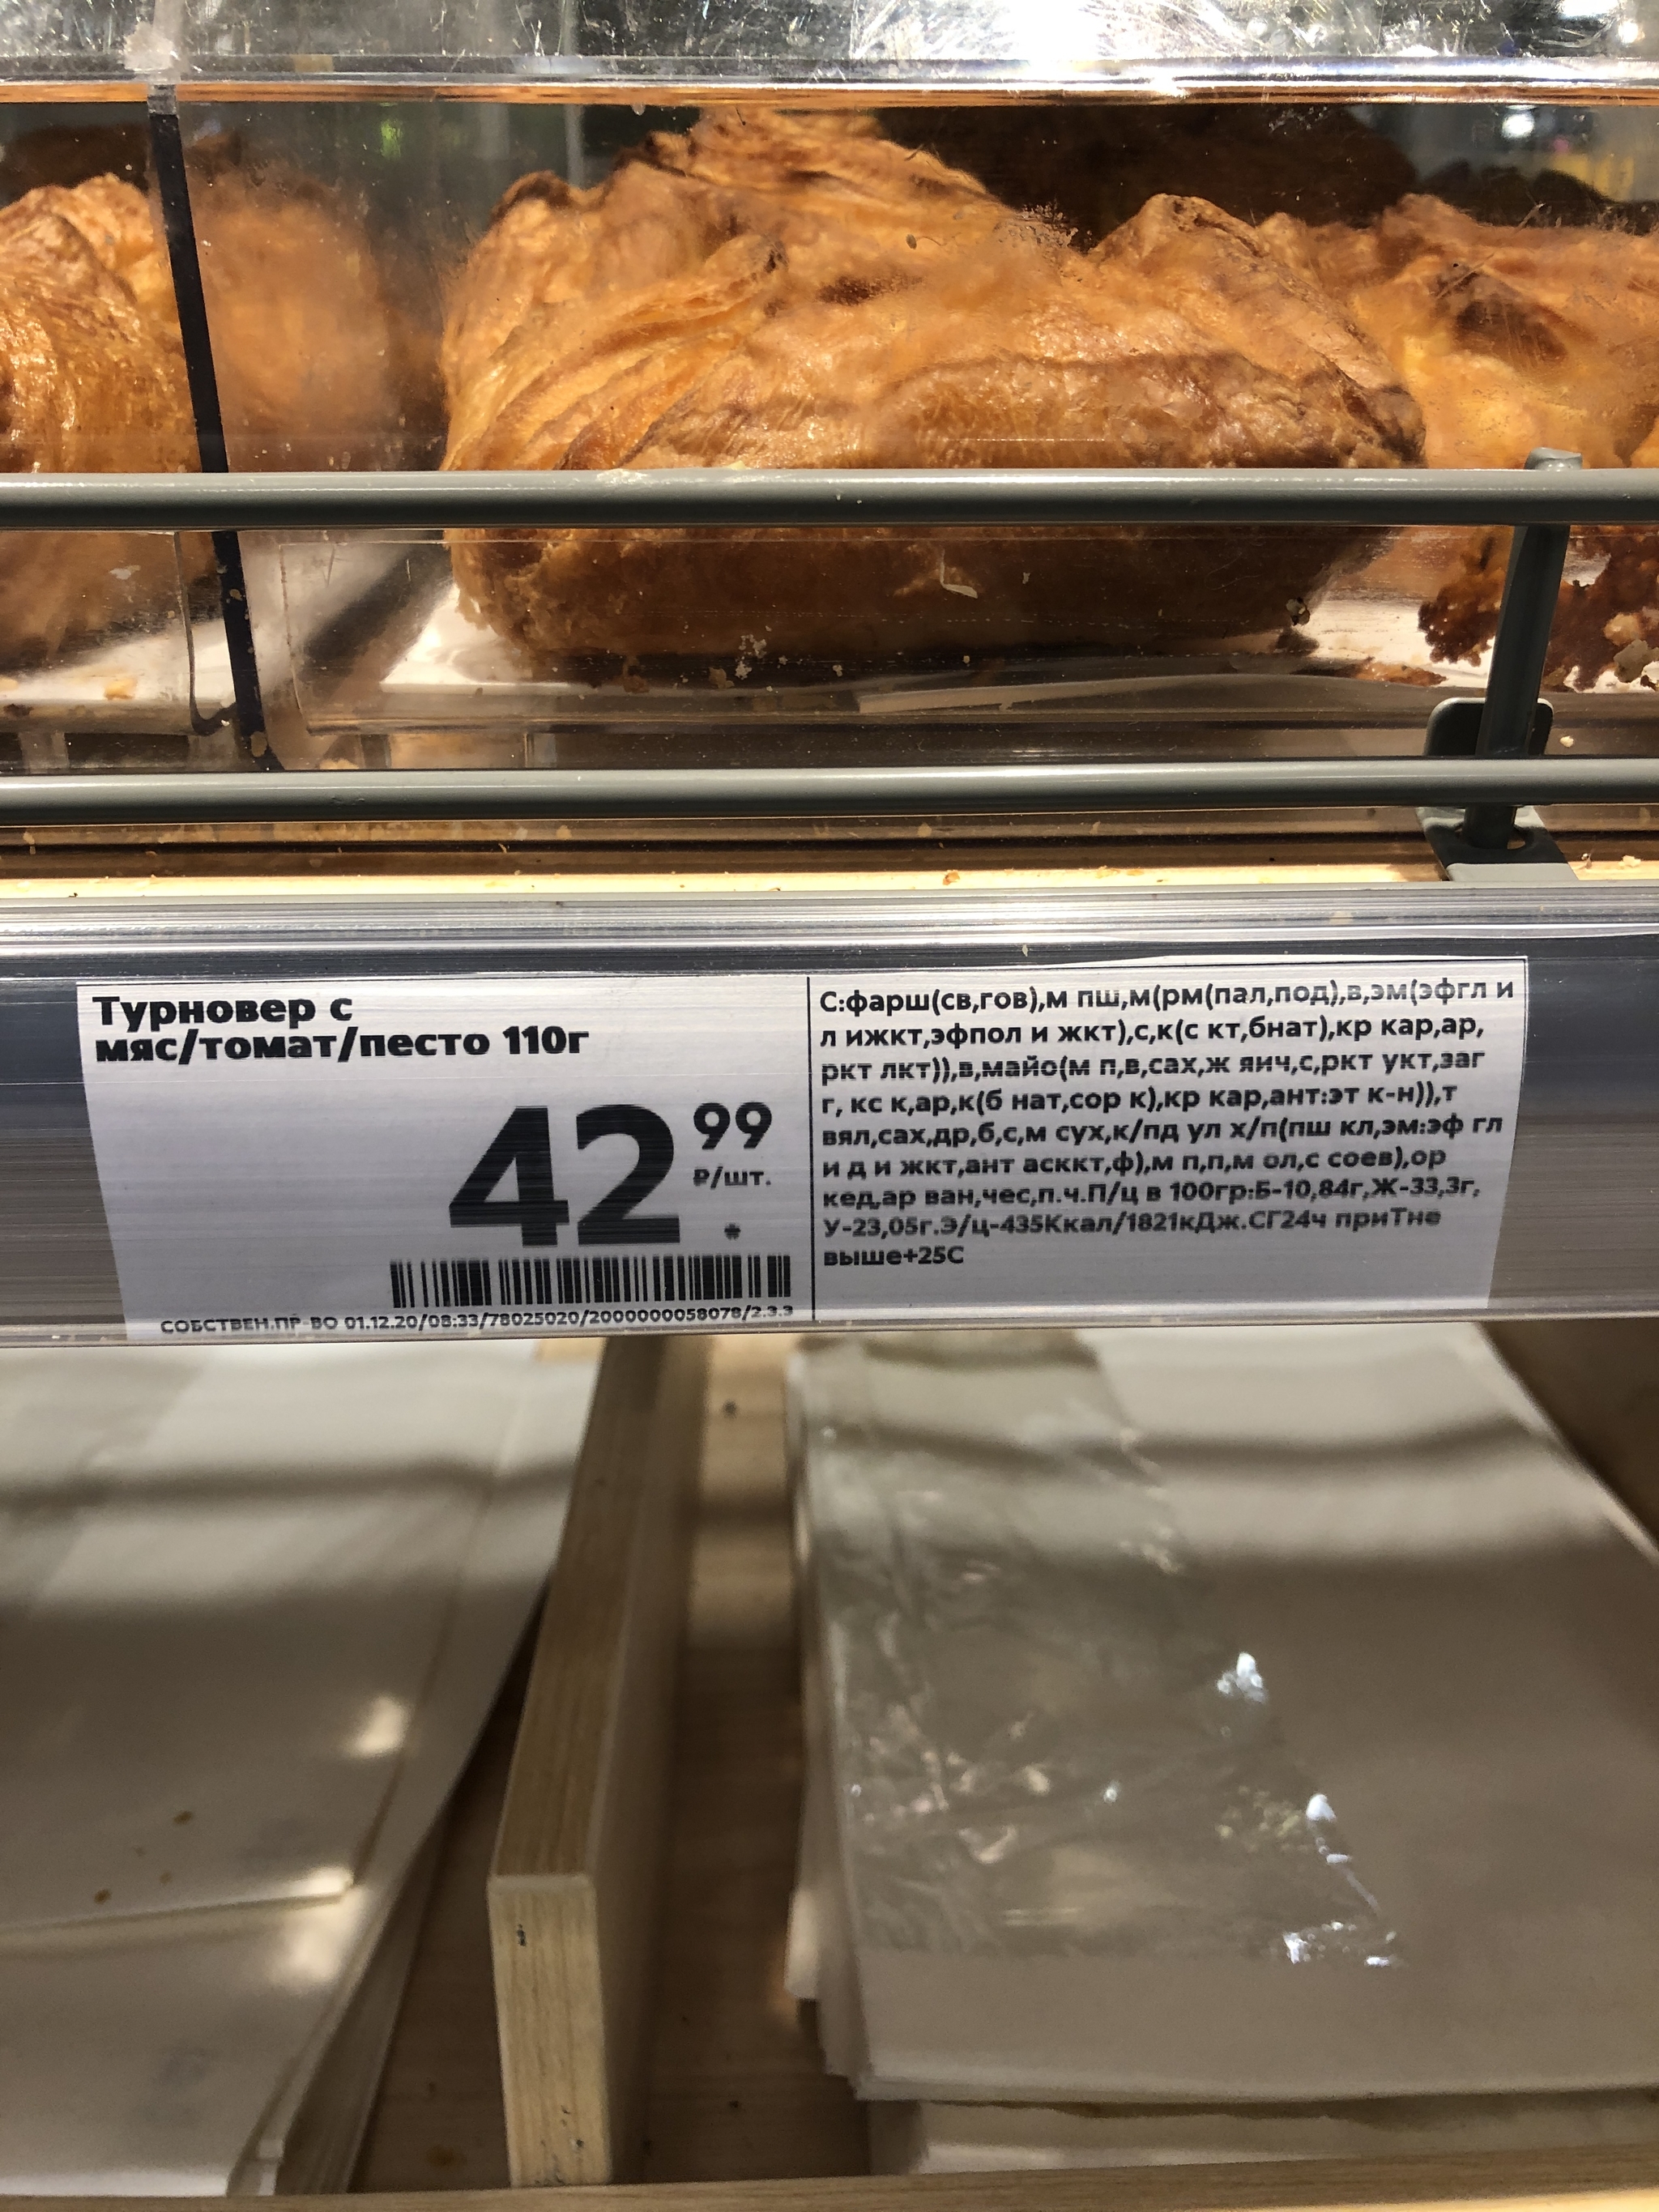 Турновер с
мяс/томат/песто 110г
42 99
₽/шт.
*
СОБСТВЕН.ПР-ВО 01.12.20/08:33/78025020/2000000058078/2.3.3
С:фарш(св,гов),м пш,м(рм(пал,под),в,эм(эфгл и
л ижкт,эфпол и жкт),с,к(с кт,бнат),кр кар,ар,
ркт лкт)),в,майо(м п,в,сах,ж яич,с,ркт укт,заг
г, кс к,ар,к(б нат,сор к),кр кар,ант:эт к-н)),т
вял,сах,др,б,с,м сух,к/пд ул х/п(пш кл,эм:эф гл
и д и жкт,ант асккт,ф),м п,п,м ол,с соев),ор
кед,ар ван,чес,п.ч.П/ц в 100гр:Б-10,84г,Ж-33,3г,
У-23,05г.Э/ц-435Ккал/1821кДж.СГ24ч приТне
выше+25С